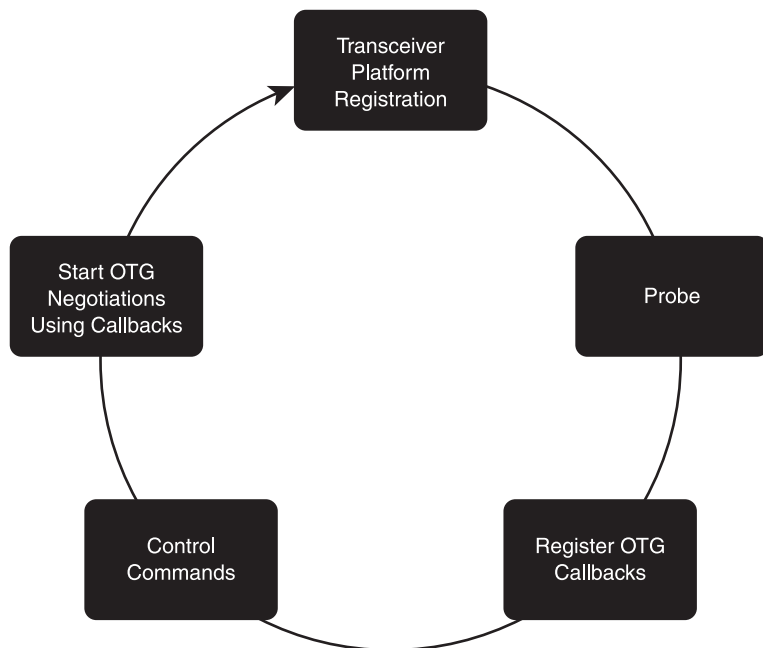 Transceiver
Platform
Registration
Probe
Register OTG
Callbacks
Control
Commands
Start OTG
Negotiations
Using Callbacks